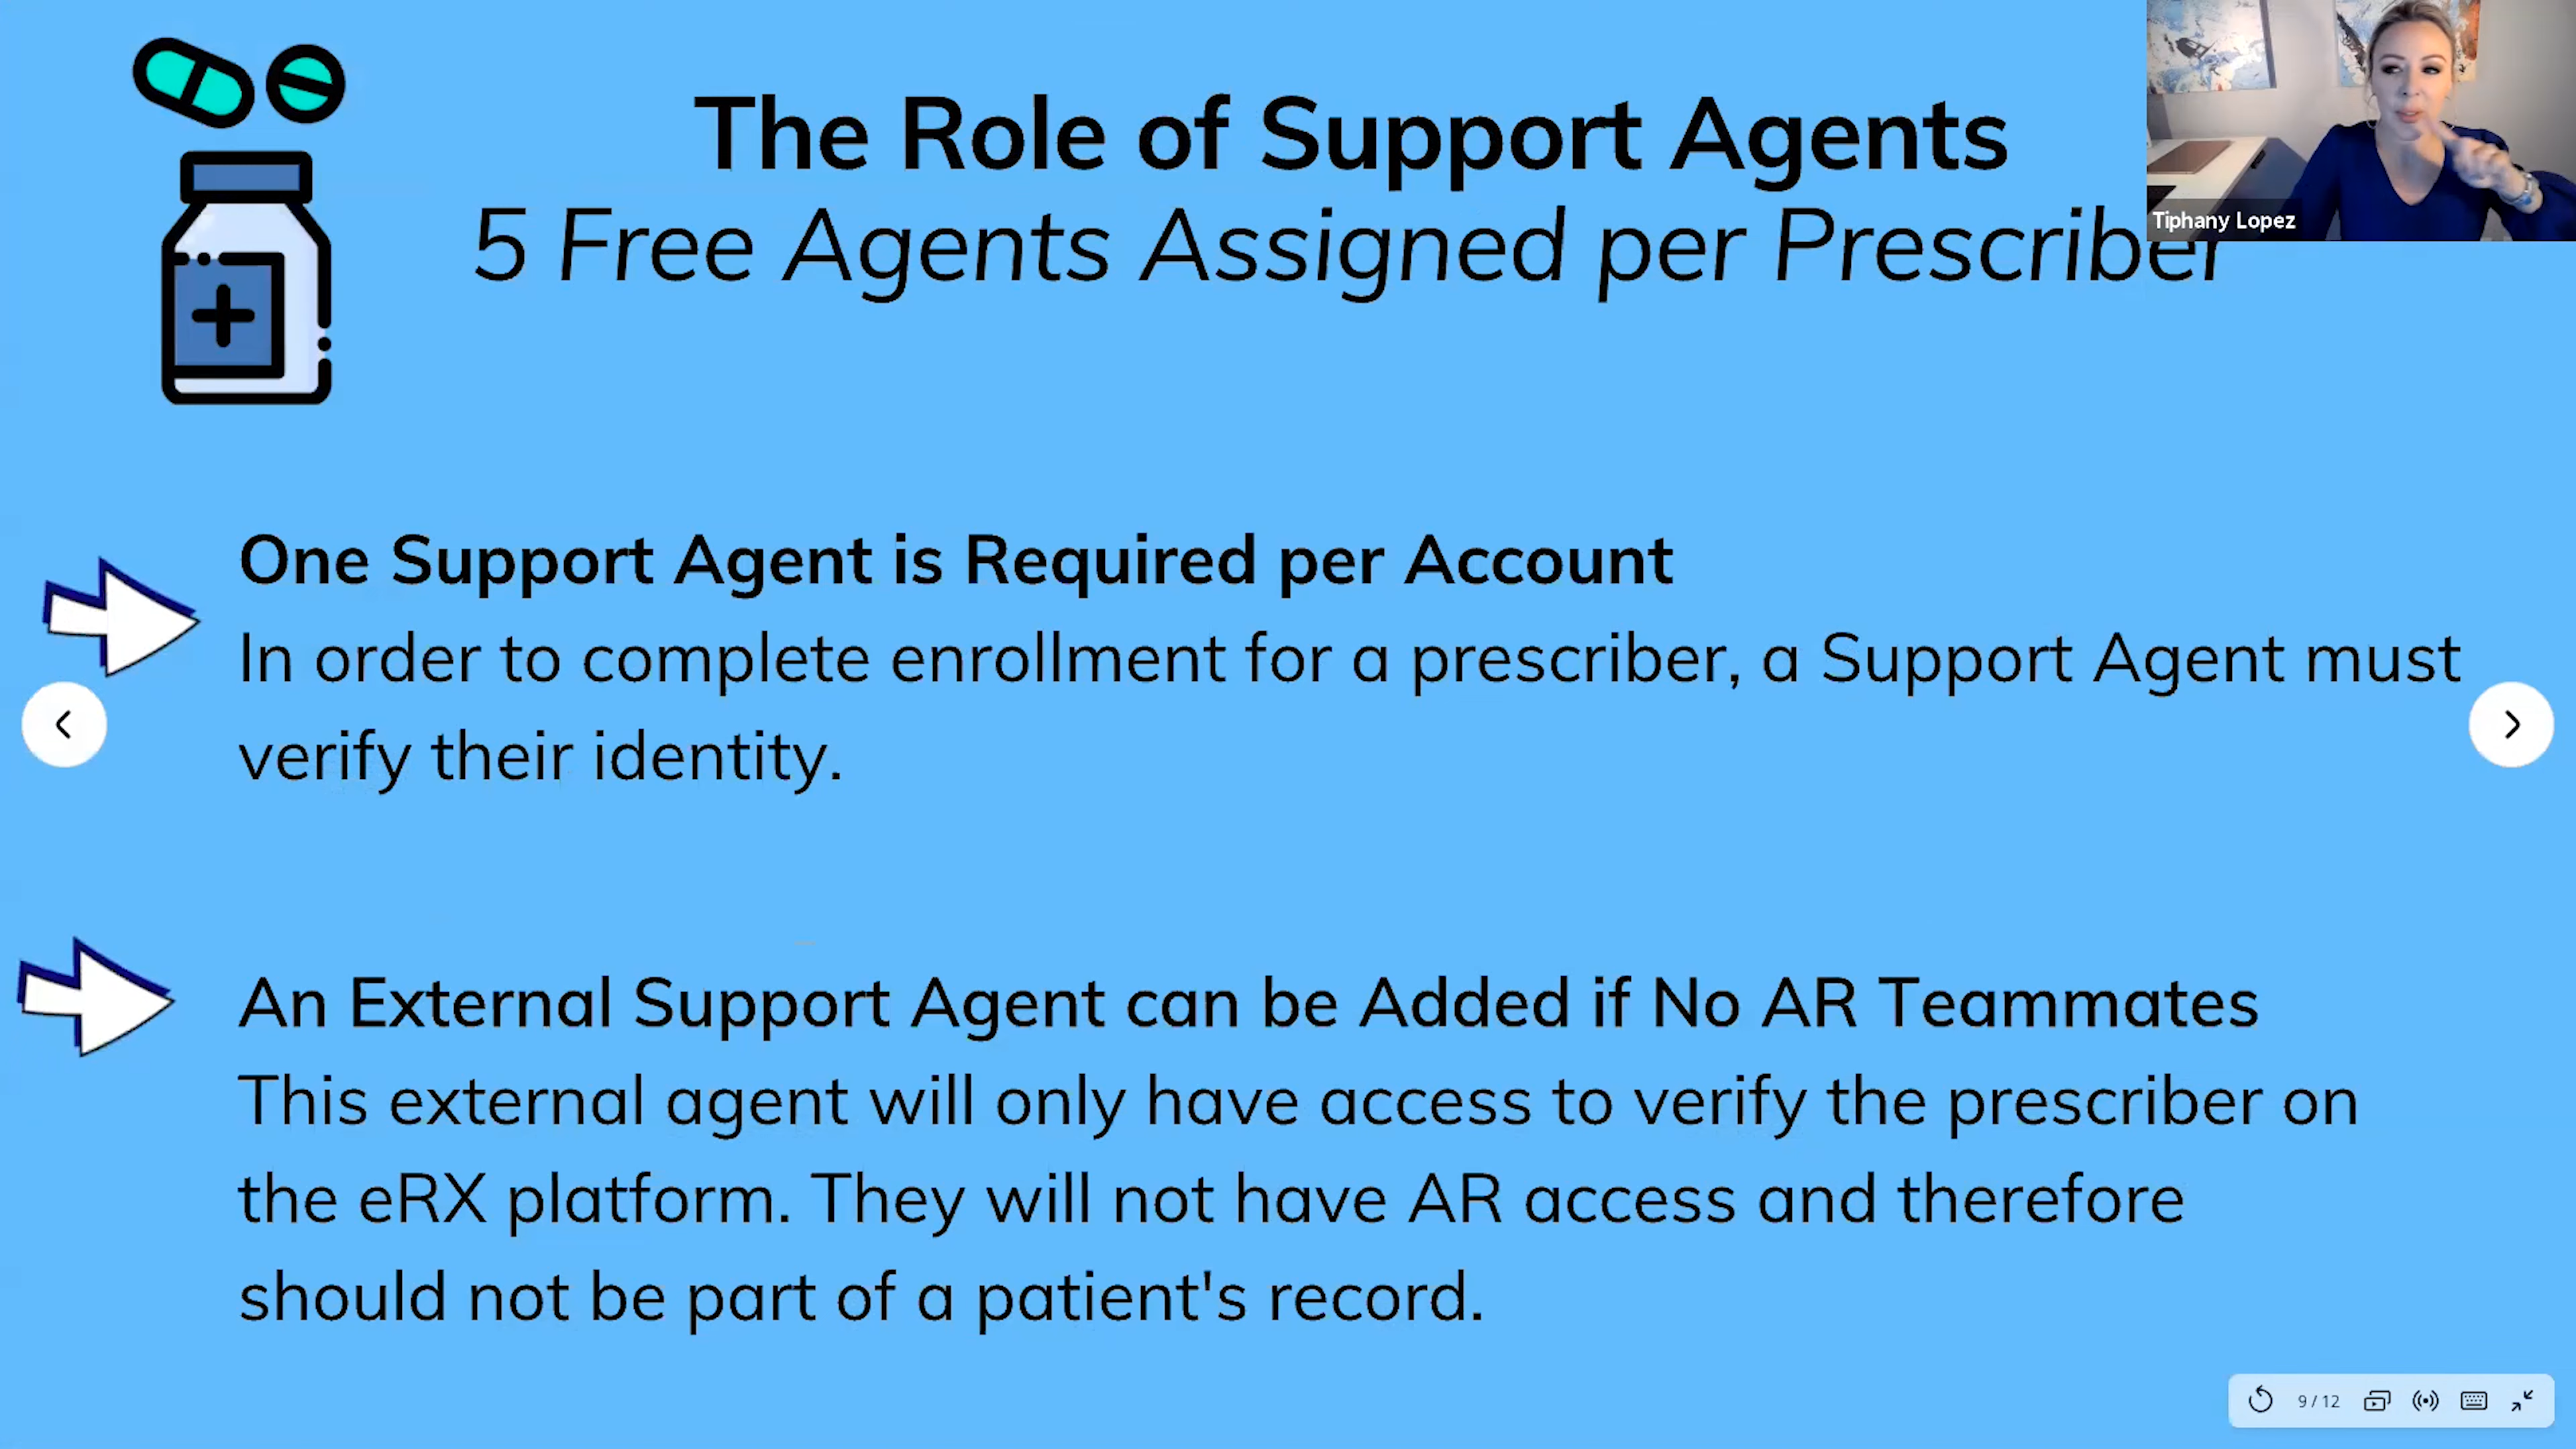 The Role of Support Agents
5 Free Agents Assigned per Prescriber
Tiphany Lopez
One Support Agent is Required per Account
In order to complete enrollment for a prescriber, a Support Agent must
verify their identity.
An External Support Agent can be Added if No AR Teammates
This external agent will only have access to verify the prescriber on
the eRX platform. They will not have AR access and therefore
should not be part of a patient's record.
9 / 12